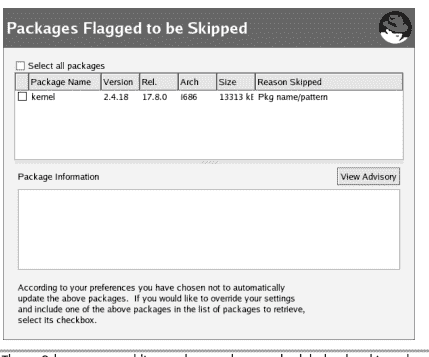 Packages Flagged to be Skipped
Select all packages
Package Name Version Rel. Arch Size Reason Skipped
kernel 2.4.18 17.8.0 i686 13313 kE Pkg name/pattern
Package Information
View Advisory
According to your preferences you have chosen not to automatically
update the above packages. If you would like to override your settings
and include one of the above packages in the list of packages to retrieve,
select its checkbox.